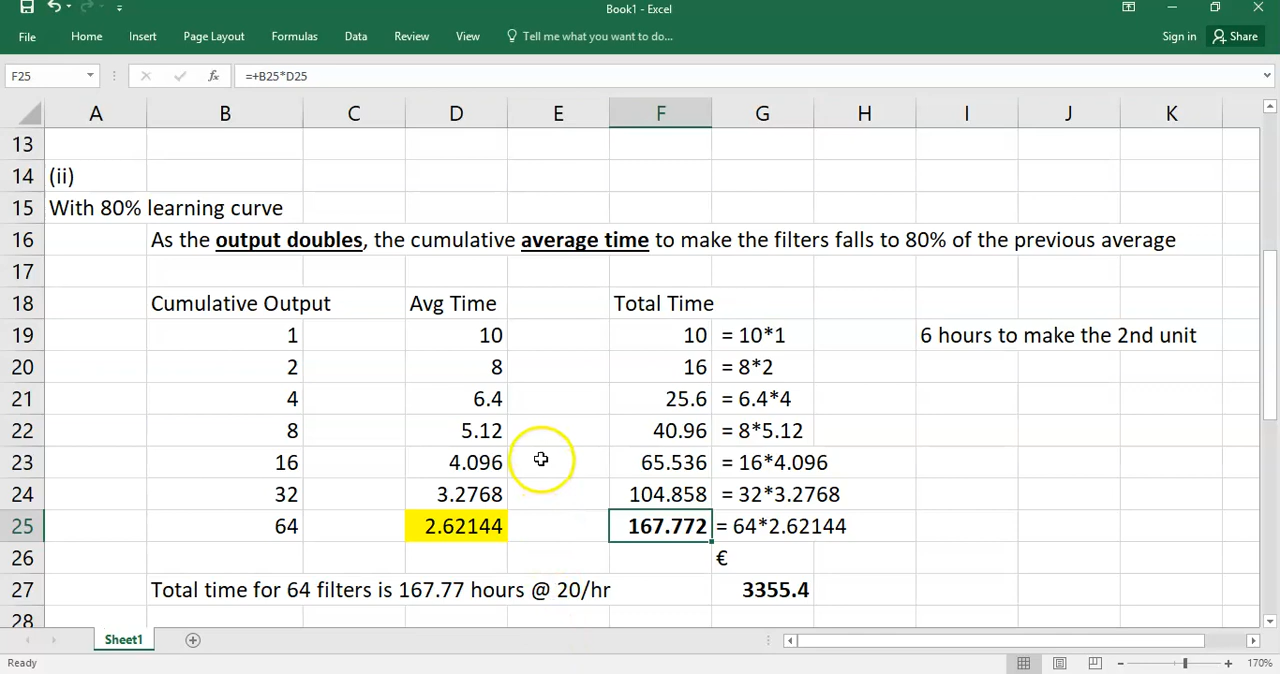 Book1 - Excel
File Home Insert Page Layout Formulas Data Review View Tell me what you want to do... Sign in Share
F25 fx =+B25*D25
A B C D E F G H I J K
13
14 (ii)
15 With 80% learning curve
16 As the output doubles, the cumulative average time to make the filters falls to 80% of the previous average
17
18 Cumulative Output Avg Time Total Time
19 1 10 10 = 10*1 6 hours to make the 2nd unit
20 2 8 16 = 8*2
21 4 6.4 25.6 = 6.4*4
22 8 5.12 40.96 = 8*5.12
23 16 4.096 65.536 = 16*4.096
24 32 3.2768 104.858 = 32*3.2768
25 64 2.62144 167.772 = 64*2.62144
26 €
27 Total time for 64 filters is 167.77 hours @ 20/hr 3355.4
28
Sheet1
Ready 170%